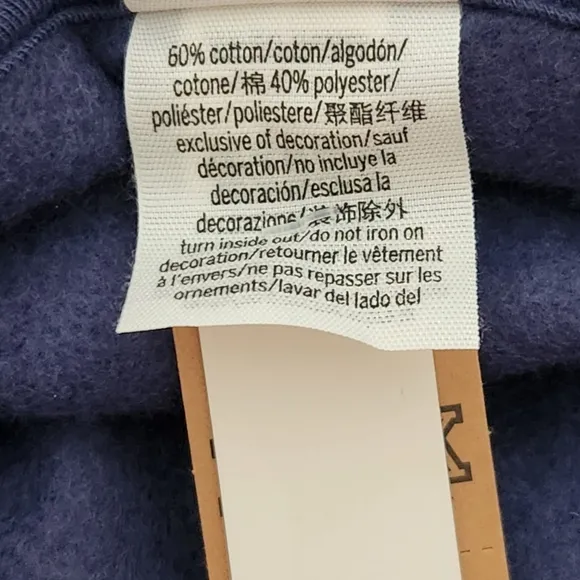 60% cotton/coton/algodón/
cotone/棉 40% polyester/
poliéster/poliestere/聚酯纤维
exclusive of decoration/sauf
décoration/no incluye la
decoración/esclusa la
decorazione/装饰除外
turn inside out/do not iron on
decoration/retourner le vêtement
à l'envers/ne pas repasser sur les
ornements/lavar del lado del
K